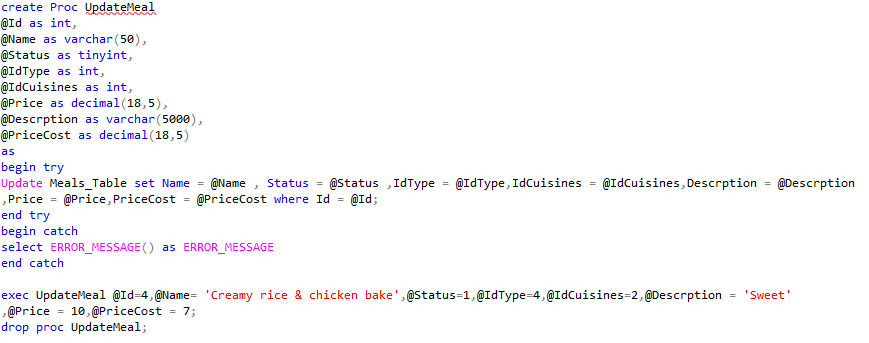 create Proc UpdateMeal
@Id as int,
@Name as varchar(50),
@Status as tinyint,
@IdType as int,
@IdCuisines as int,
@Price as decimal(18,5),
@Descrption as varchar(5000),
@PriceCost as decimal(18,5)
as
begin try
Update Meals_Table set Name = @Name , Status = @Status ,IdType = @IdType,IdCuisines = @IdCuisines,Descrption = @Descrption
,Price = @Price,PriceCost = @PriceCost where Id = @Id;
end try
begin catch
select ERROR_MESSAGE() as ERROR_MESSAGE
end catch
exec UpdateMeal @Id=4,@Name= 'Creamy rice & chicken bake',@Status=1,@IdType=4,@IdCuisines=2,@Descrption = 'Sweet'
,@Price = 10,@PriceCost = 7;
drop proc UpdateMeal;